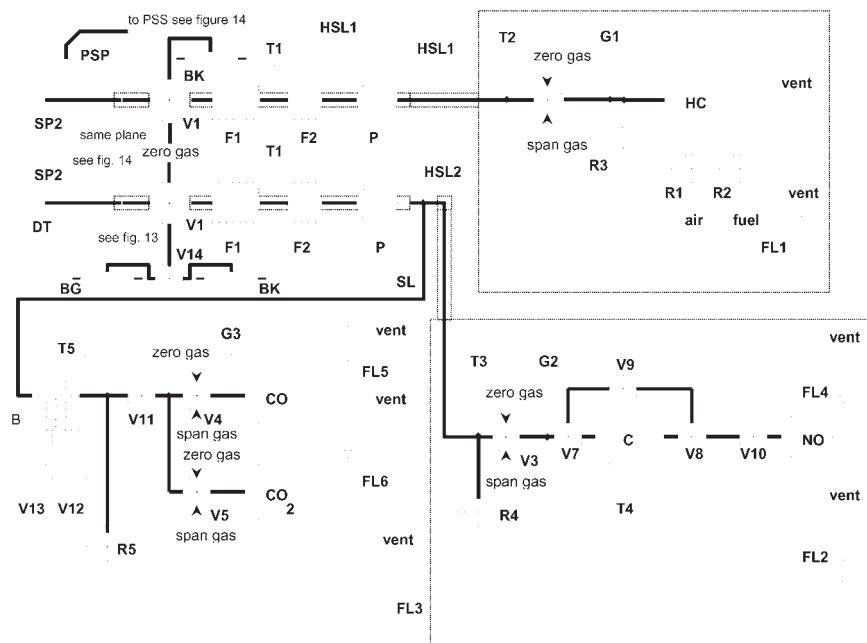 to PSS see figure 14
HSL1
PSP
T1
HSL1
T2
G1
zero gas
BK
vent
HC
SP2
V1
same plane
F1
F2
P
span gas
zero gas
T1
see fig. 14
R3
SP2
HSL2
R1
R2
vent
air
fuel
DT
V1
see fig. 13
F1
F2
P
FL1
V14
BG
BK
SL
G3
vent
zero gas
T5
FL5
T3
G2
V9
vent
zero gas
FL4
CO
vent
B
V11
V4
span gas
zero gas
V3
V7
C
V8
V10
NO
span gas
FL6
CO
2
vent
V13
V12
V5
span gas
R4
T4
R5
vent
FL2
FL3